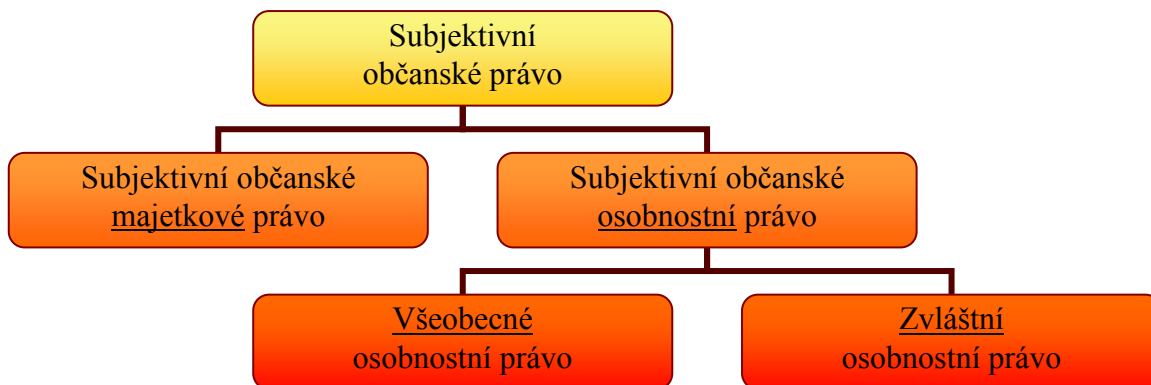 Subjektivní
občanské právo
Subjektivní občanské
majetkové právo
Subjektivní občanské
osobnostní právo
Všeobecné
osobnostní právo
Zvláštní
osobnostní právo